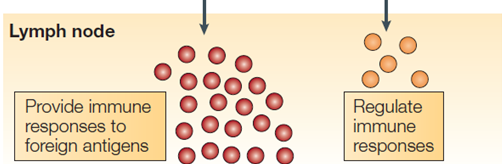 Lymph node
Provide immune
responses to
foreign antigens
Regulate
immune
responses